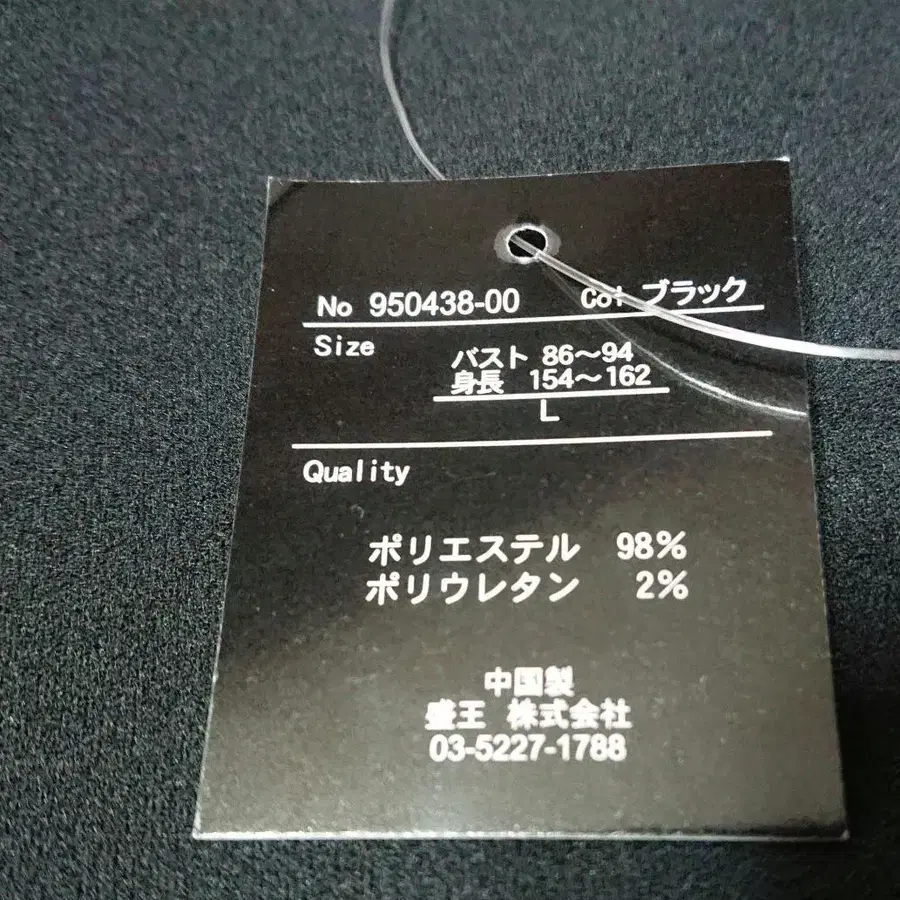 No 950438-00 Col ブラック
Size
バスト 86～94
身長 154～162
L
Quality
ポリエステル 98%
ポリウレタン 2%
中国製
盛王 株式会社
03-5227-1788